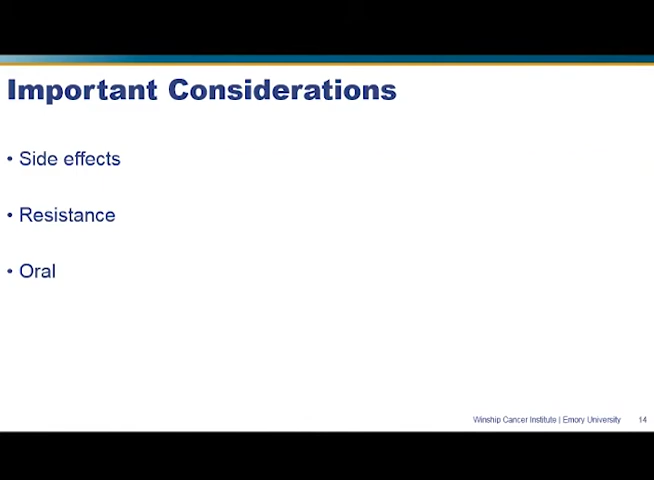 Important Considerations
• Side effects
• Resistance
• Oral
Winship Cancer Institute | Emory University 14